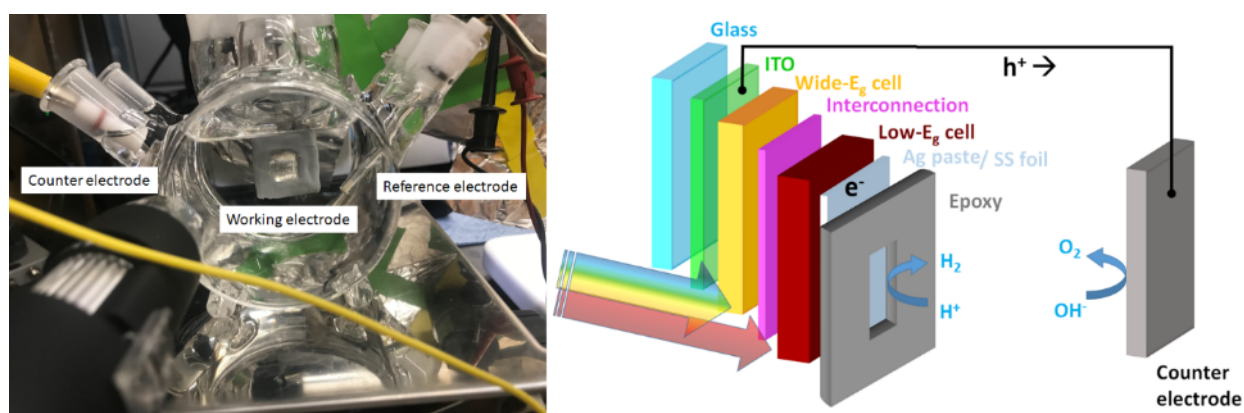 Counter electrode
Working electrode
Reference electrode
Glass
ITO
Wide-Eg cell
Interconnection
Low-Eg cell
Ag paste/ SS foil
Epoxy
e-
h+ →
H2
H+
O2
OH-
Counter
electrode